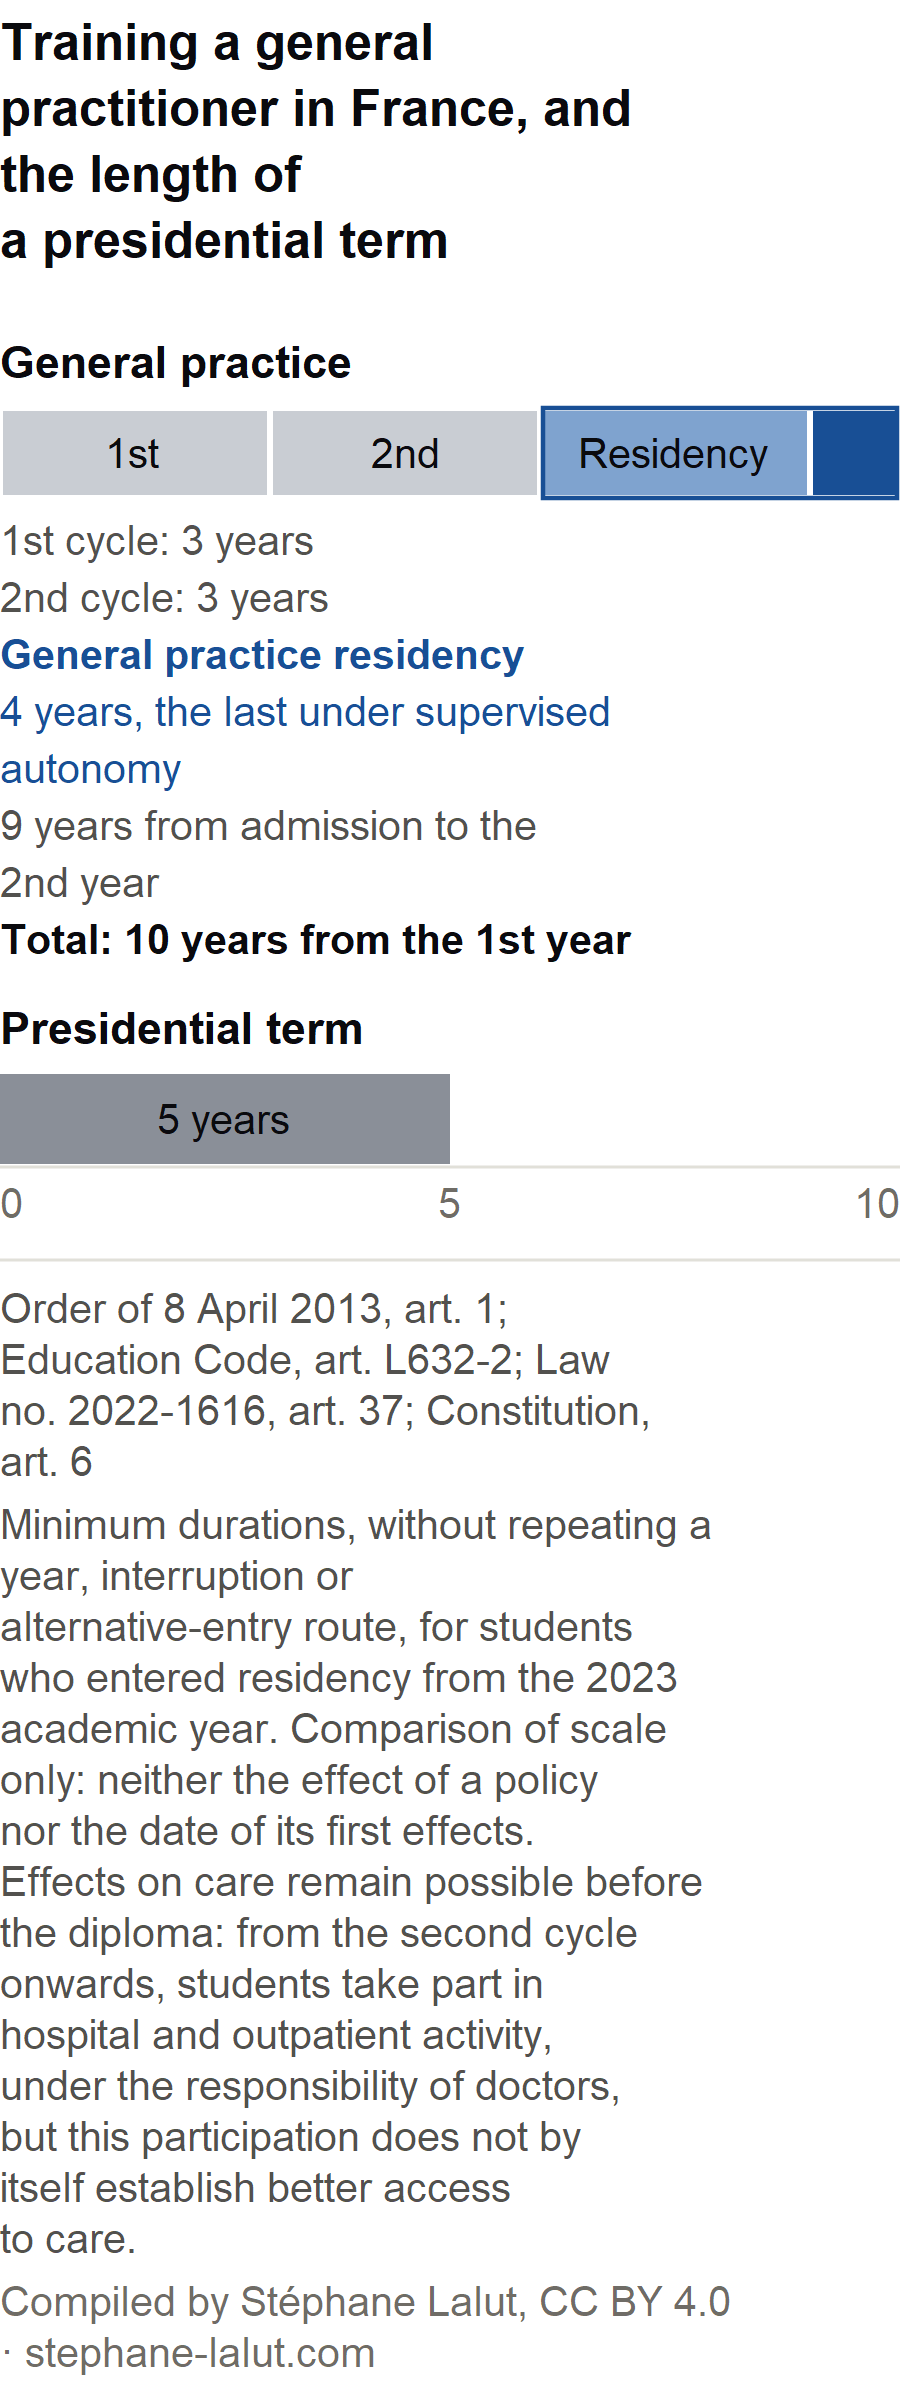 Training a general
practitioner in France, and
the length of
a presidential term
General practice
1st 2nd Residency
1st cycle: 3 years
2nd cycle: 3 years
General practice residency
4 years, the last under supervised
autonomy
9 years from admission to the
2nd year
Total: 10 years from the 1st year
Presidential term
5 years
0 5 10
Order of 8 April 2013, art. 1;
Education Code, art. L632-2; Law
no. 2022-1616, art. 37; Constitution,
art. 6
Minimum durations, without repeating a
year, interruption or
alternative-entry route, for students
who entered residency from the 2023
academic year. Comparison of scale
only: neither the effect of a policy
nor the date of its first effects.
Effects on care remain possible before
the diploma: from the second cycle
onwards, students take part in
hospital and outpatient activity,
under the responsibility of doctors,
but this participation does not by
itself establish better access
to care.
Compiled by Stéphane Lalut, CC BY 4.0
· stephane-lalut.com